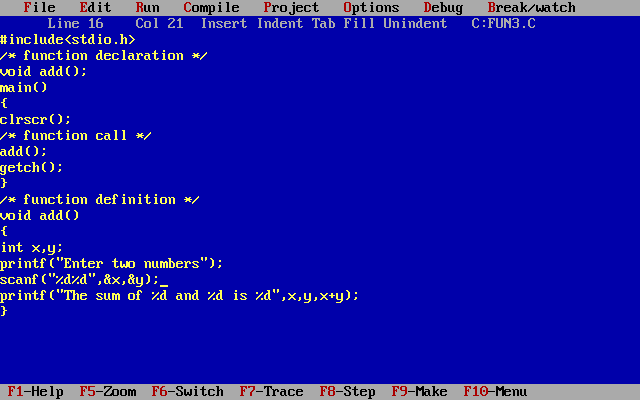 File Edit Run Compile Project Options Debug Break/watch
Line 16 Col 21 Insert Indent Tab Fill Unindent C:FUN3.C
#include<stdio.h>
/* function declaration */
void add();
main()
{
clrscr();
/* function call */
add();
getch();
}
/* function definition */
void add()
{
int x,y;
printf("Enter two numbers");
scanf("%d%d",&x,&y);_
printf("The sum of %d and %d is %d",x,y,x+y);
}
F1-Help F5-Zoom F6-Switch F7-Trace F8-Step F9-Make F10-Menu